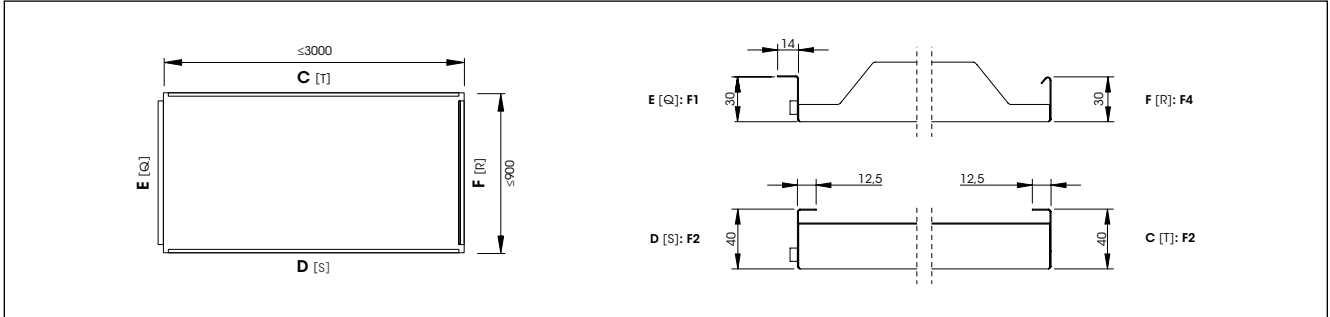 ≤3000
C [T]
E [Q]
F [R]
≤900
D [S]
14
E [Q]: F1
30
30
F [R]: F4
12,5
12,5
D [S]: F2
40
40
C [T]: F2